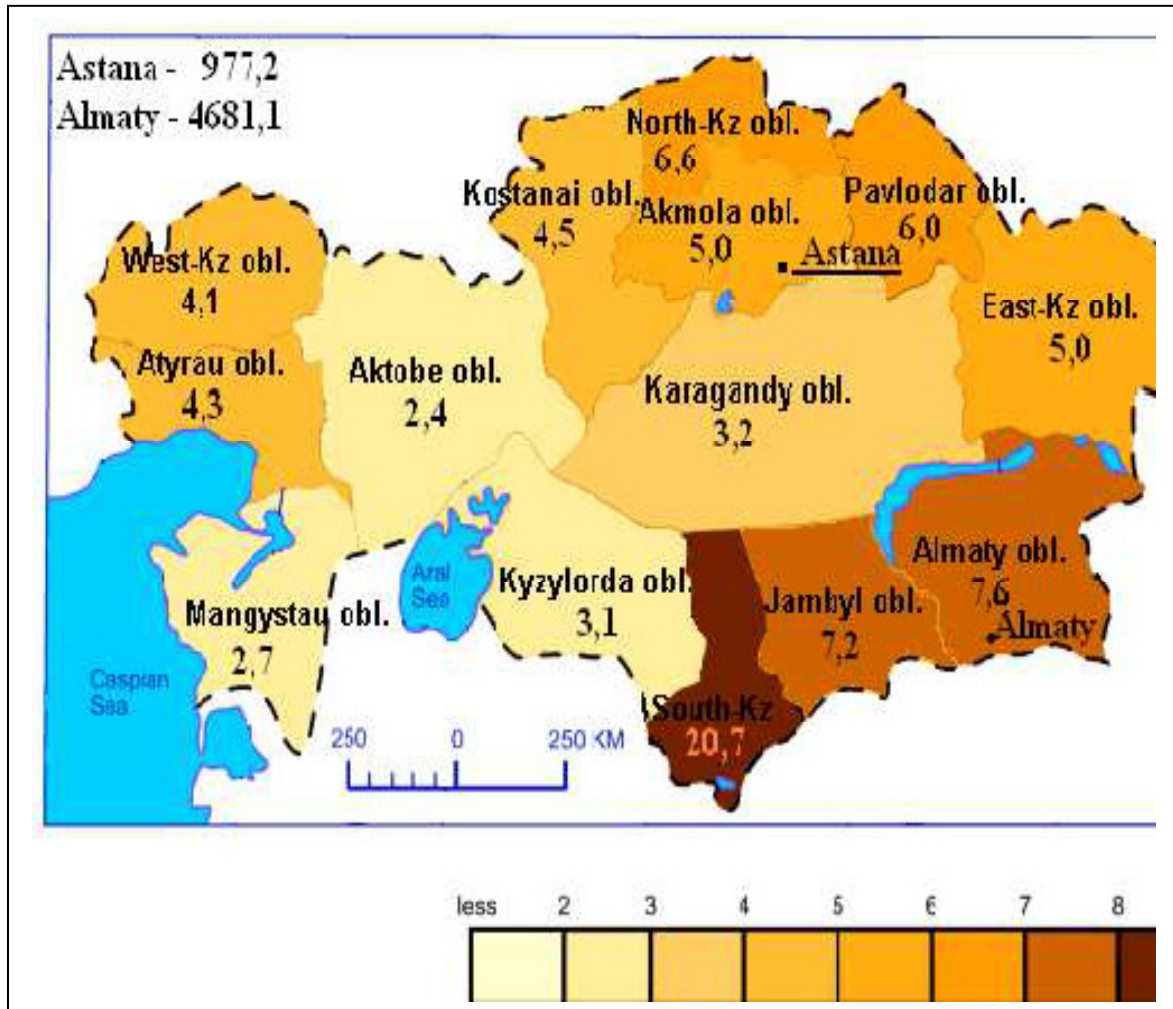 Astana - 977,2
Almaty - 4681,1
North-Kz obl.
6,6
Kostanai obl.
4,5
Akmola obl.
5,0
Pavlodar obl.
6,0
Astana
West-Kz obl.
4,1
East-Kz obl.
5,0
Atyrau obl.
4,3
Aktobe obl.
2,4
Karagandy obl.
3,2
Almaty obl.
7,6
Almaty
Aral
Sea
Kyzylorda obl.
3,1
Jambyl obl.
7,2
Mangystau obl.
2,7
Caspian
Sea
South-Kz
20,7
250 0 250 KM
less 2 3 4 5 6 7 8